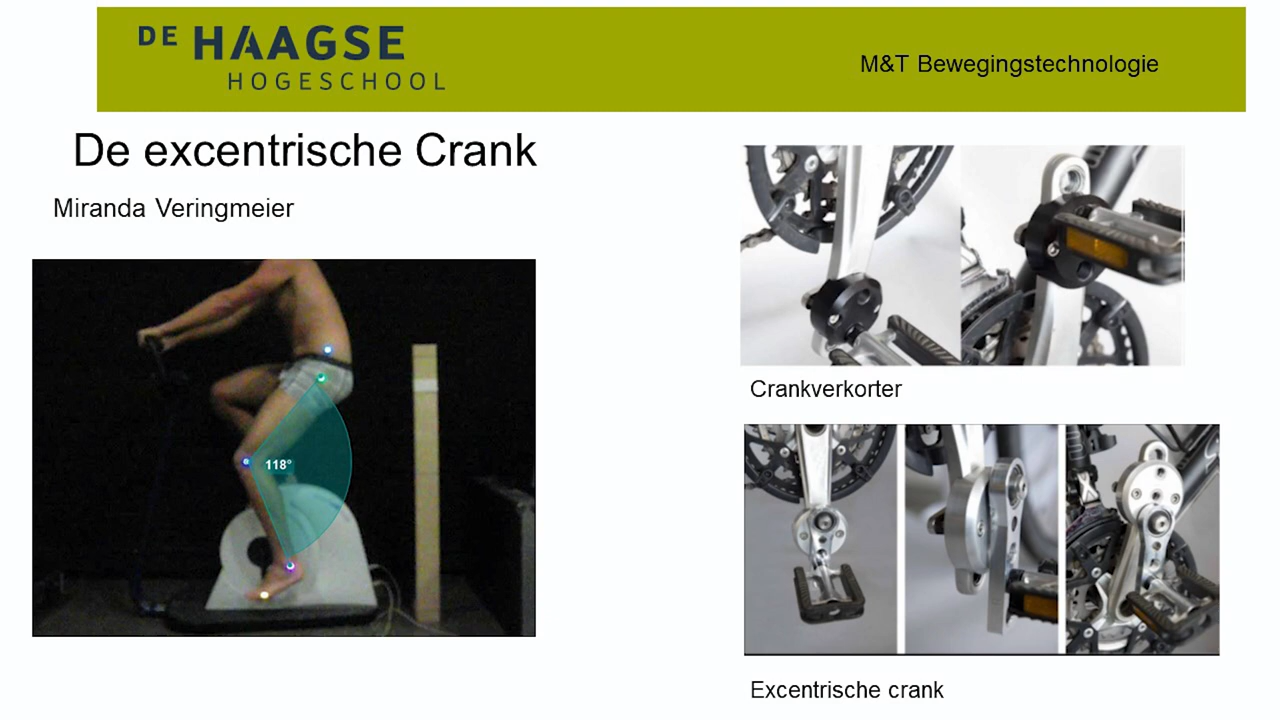 DE HAAGSE
HOGESCHOOL
M&T Bewegingstechnologie
De excentrische Crank
Miranda Veringmeier
118°
Crankverkorter
Excentrische crank